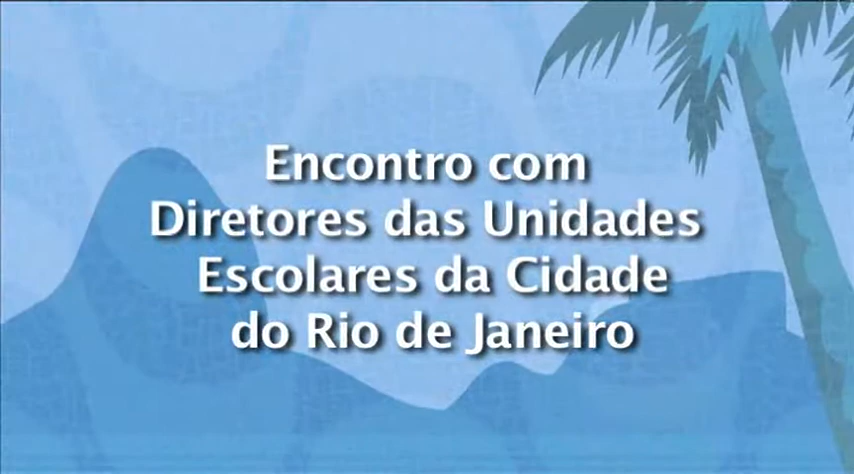 Encontro com
Diretores das Unidades
Escolares da Cidade
do Rio de Janeiro